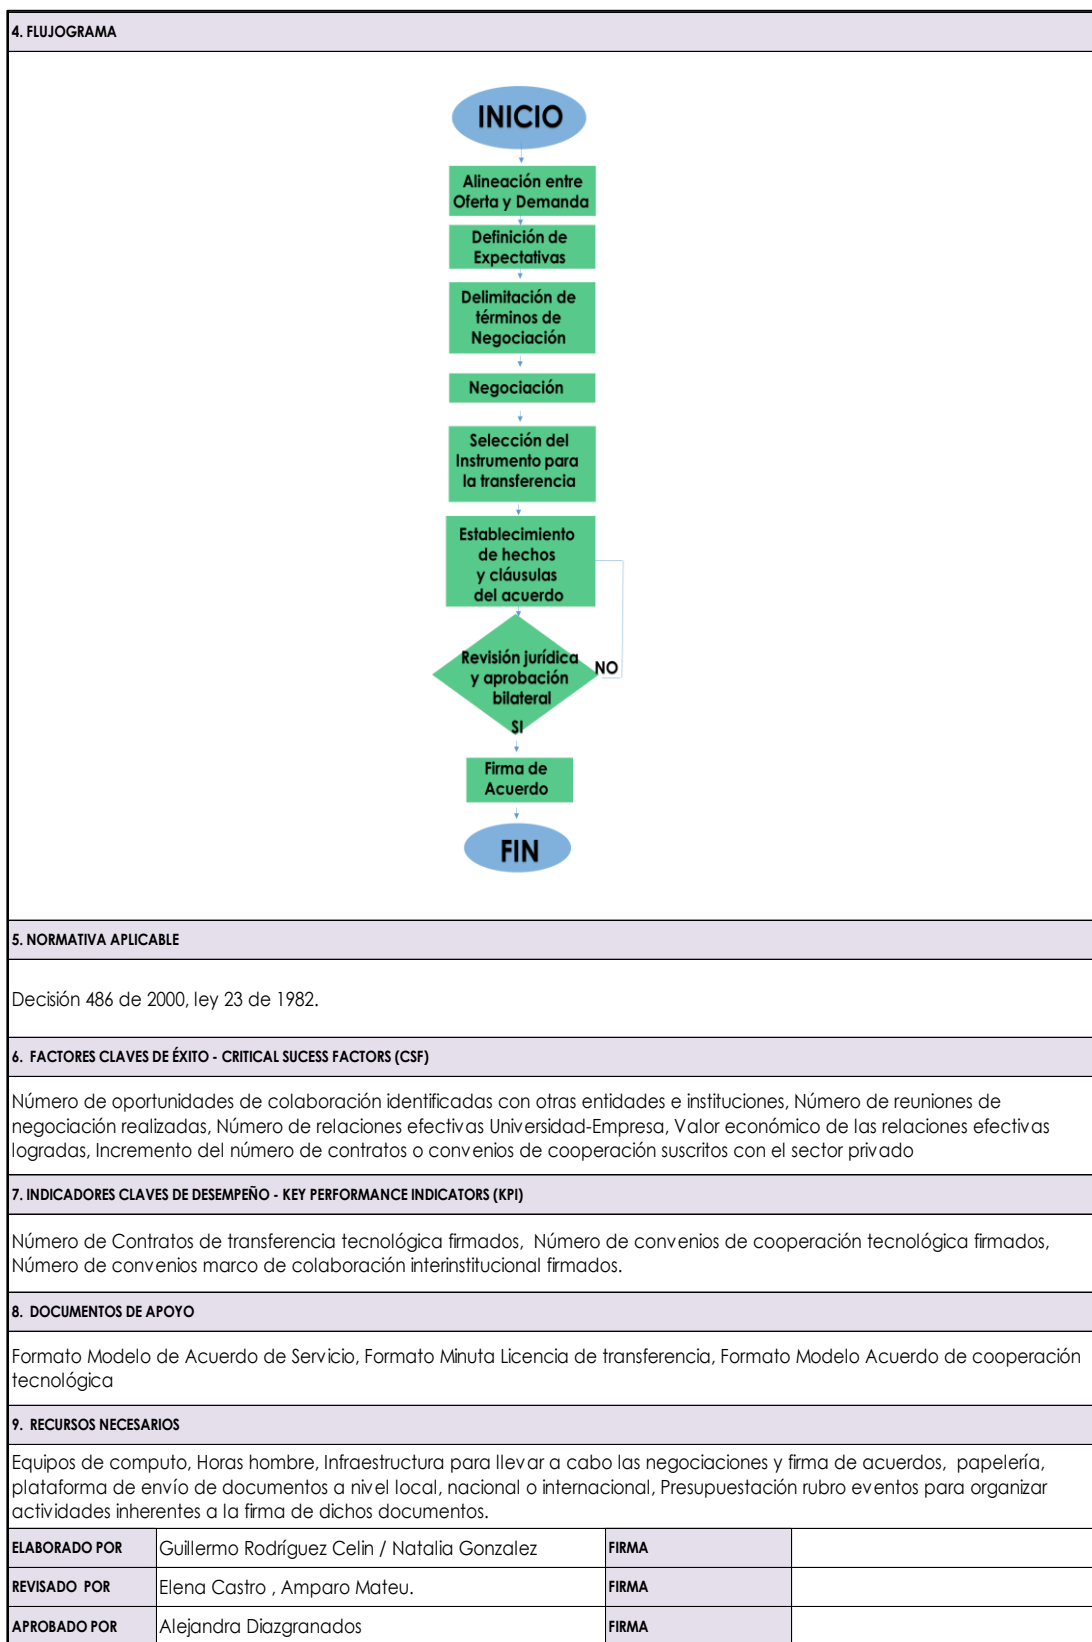 4. FLUJOGRAMA
INICIO
Alineación entre
Oferta y Demanda
Definición de
Expectativas
Delimitación de
términos de
Negociación
Negociación
Selección del
Instrumento para
la transferencia
Establecimiento
de hechos
y cláusulas
del acuerdo
Revisión jurídica
y aprobación
bilateral
NO
SI
Firma de
Acuerdo
FIN
5. NORMATIVA APLICABLE
Decisión 486 de 2000, ley 23 de 1982.
6. FACTORES CLAVES DE ÉXITO - CRITICAL SUCESS FACTORS (CSF)
Número de oportunidades de colaboración identificadas con otras entidades e instituciones, Número de reuniones de
negociación realizadas, Número de relaciones efectivas Universidad-Empresa, Valor económico de las relaciones efectivas
logradas, Incremento del número de contratos o convenios de cooperación suscritos con el sector privado
7. INDICADORES CLAVES DE DESEMPEÑO - KEY PERFORMANCE INDICATORS (KPI)
Número de Contratos de transferencia tecnológica firmados, Número de convenios de cooperación tecnológica firmados,
Número de convenios marco de colaboración interinstitucional firmados.
8. DOCUMENTOS DE APOYO
Formato Modelo de Acuerdo de Servicio, Formato Minuta Licencia de transferencia, Formato Modelo Acuerdo de cooperación
tecnológica
9. RECURSOS NECESARIOS
Equipos de computo, Horas hombre, Infraestructura para llevar a cabo las negociaciones y firma de acuerdos, papelería,
plataforma de envío de documentos a nivel local, nacional o internacional, Presupuestación rubro eventos para organizar
actividades inherentes a la firma de dichos documentos.
ELABORADO POR Guillermo Rodríguez Celin / Natalia Gonzalez FIRMA
REVISADO POR Elena Castro , Amparo Mateu. FIRMA
APROBADO POR Alejandra Diazgranados FIRMA